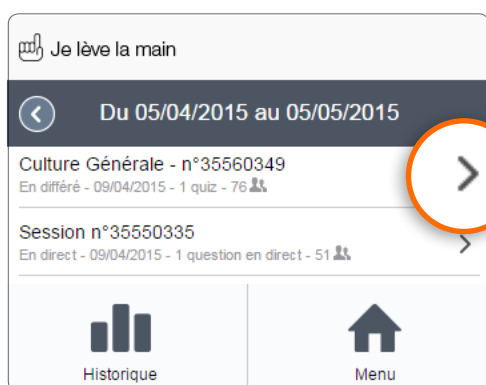 Je lève la main
Du 05/04/2015 au 05/05/2015
Culture Générale - n°35560349
En différé - 09/04/2015 - 1 quiz - 76
Session n°35550335
En direct - 09/04/2015 - 1 question en direct - 51
Historique
Menu